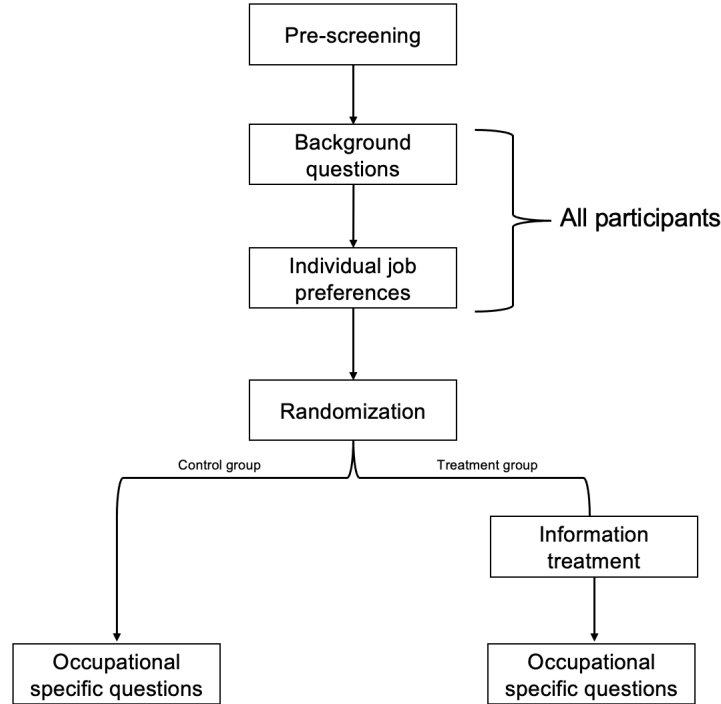 Pre-screening
Background
questions
All participants
Individual job
preferences
Randomization
Control group
Treatment group
Information
treatment
Occupational
specific questions
Occupational
specific questions